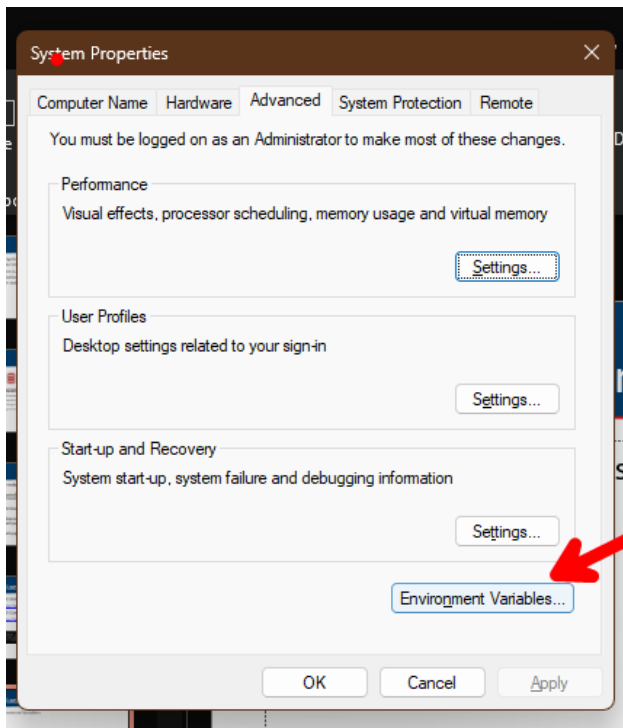 System Properties
Computer Name Hardware Advanced System Protection Remote
You must be logged on as an Administrator to make most of these changes.
Performance
Visual effects, processor scheduling, memory usage and virtual memory
Settings...
User Profiles
Desktop settings related to your sign-in
Settings...
Start-up and Recovery
System start-up, system failure and debugging information
Settings...
Environment Variables...
OK Cancel Apply